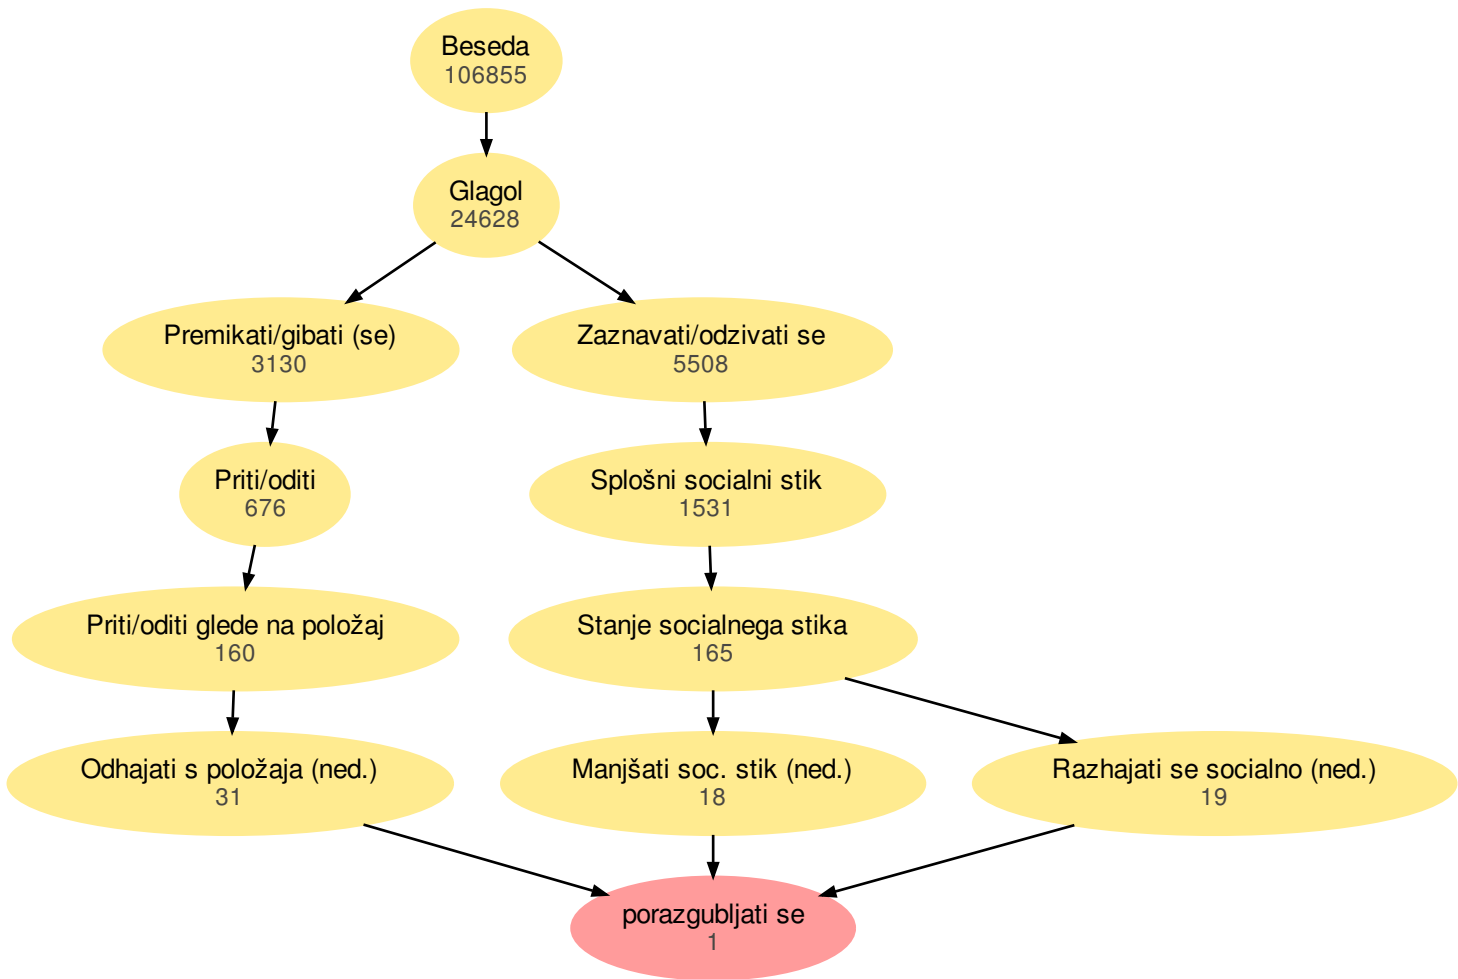 Beseda
106855
Glagol
24628
Premikati/gibati (se)
3130
Zaznavati/odzivati se
5508
Priti/oditi
676
Splošni socialni stik
1531
Priti/oditi glede na položaj
160
Stanje socialnega stika
165
Odhajati s položaja (ned.)
31
Manjšati soc. stik (ned.)
18
Razhajati se socialno (ned.)
19
porazgubljati se
1